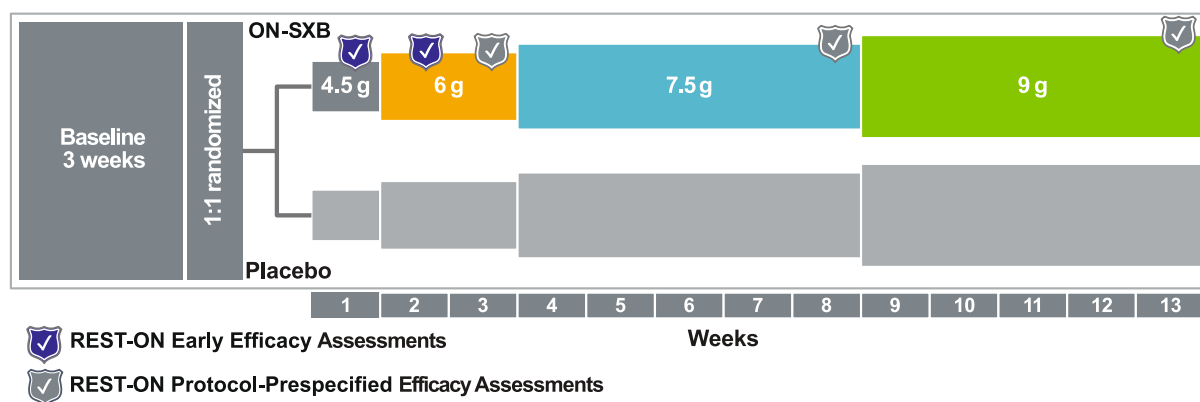 ON-SXB
Baseline
3 weeks
1:1 randomized
4.5 g
6 g
7.5 g
9 g
Placebo
1 2 3 4 5 6 7 8 9 10 11 12 13
Weeks
REST-ON Early Efficacy Assessments
REST-ON Protocol-Prespecified Efficacy Assessments